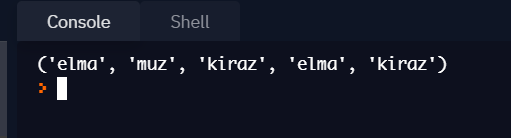 Console Shell
('elma', 'muz', 'kiraz', 'elma', 'kiraz')
>